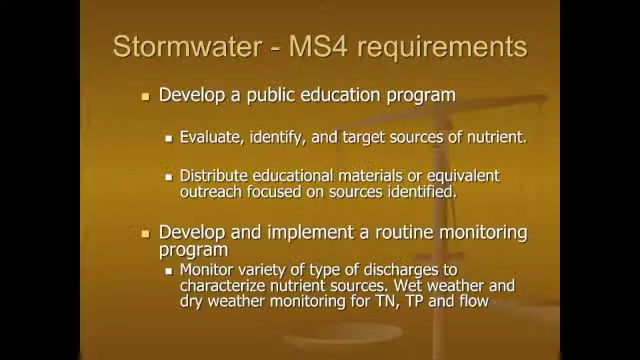 Stormwater - MS4 requirements
Develop a public education program
Evaluate, identify, and target sources of nutrient.
Distribute educational materials or equivalent
outreach focused on sources identified.
Develop and implement a routine monitoring
program
Monitor variety of type of discharges to
characterize nutrient sources. Wet weather and
dry weather monitoring for TN, TP and flow